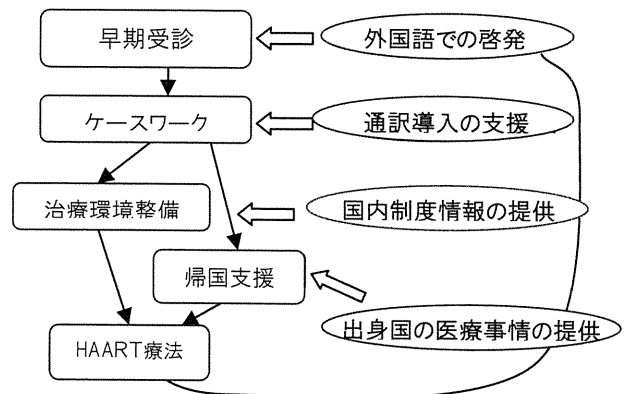 早期受診
外国語での啓発
ケースワーク
通訳導入の支援
治療環境整備
国内制度情報の提供
帰国支援
出身国の医療事情の提供
HAART療法